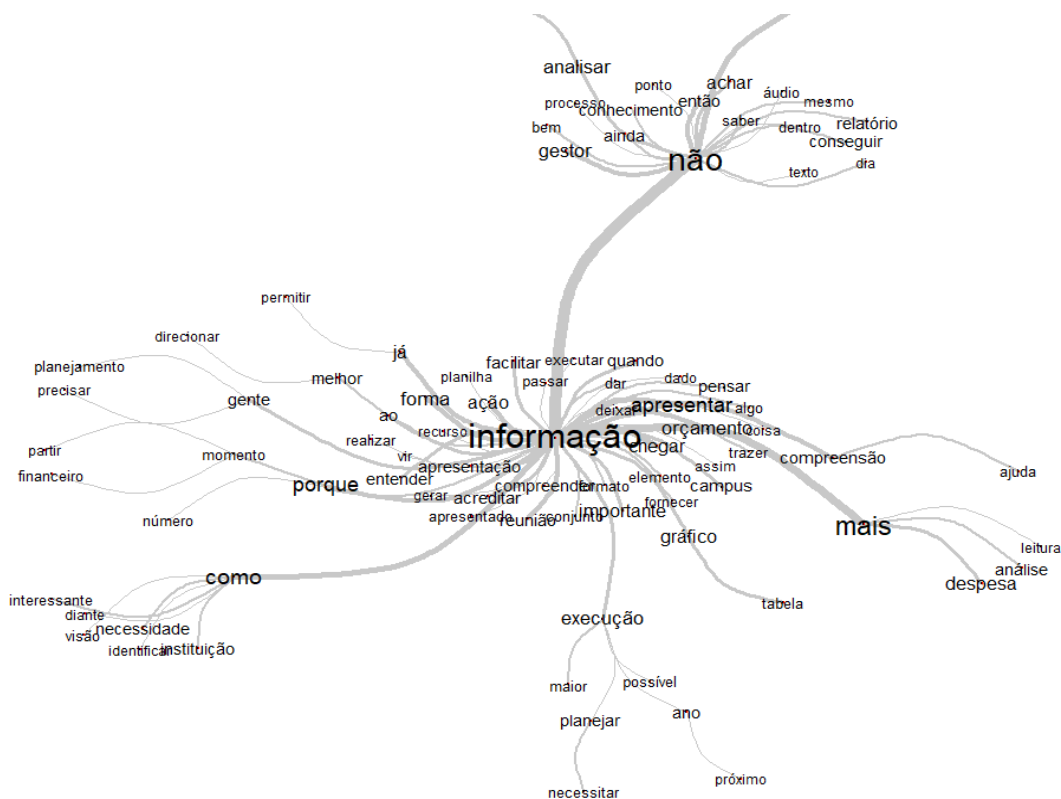 analisar
ponto
achar
áudio
processo
então
mesmo
conhecimento
saber
relatório
bem
ainda
dentro
conseguir
gestor
não
dia
texto
permitir
direcionar
já
facilitar
executar
quando
planejamento
melhor
planilha
passar
dar
dado
pensar
precisar
gente
forma
ação
deixar
apresentar
algo
ao
recurso
informação
orçamento
coisa
partir
momento
realizar
vir
chegar
trazer
compreensão
financeiro
entender
apresentação
assim
ajuda
porque
gerar
acreditar
compreender
formato
elemento
campus
número
apresentado
reunião
conjunto
importante
fornecer
mais
gráfico
leitura
como
análise
despesa
interessante
diante
necessidade
execução
tabela
visão
identificar
instituição
maior
possível
planejar
ano
próximo
necessitar